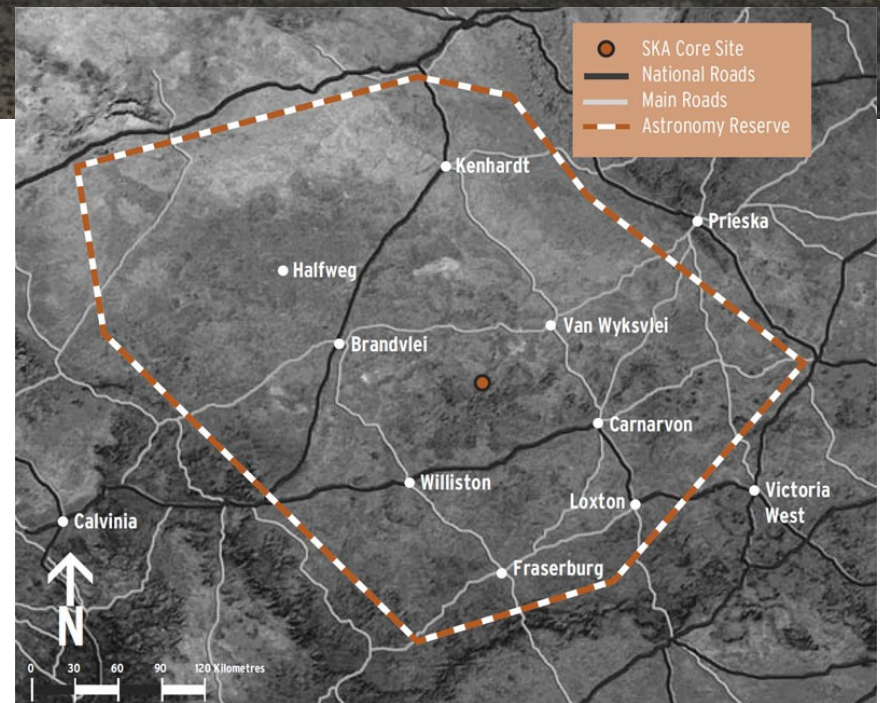 SKA Core Site
National Roads
Main Roads
Astronomy Reserve
Kenhardt
Prieska
Halfweg
Van Wyksvlei
Brandvlei
Carnarvon
Williston
Loxton
Victoria
West
Calvinia
Fraserburg
N
0 30 60 90 120 Kilometres